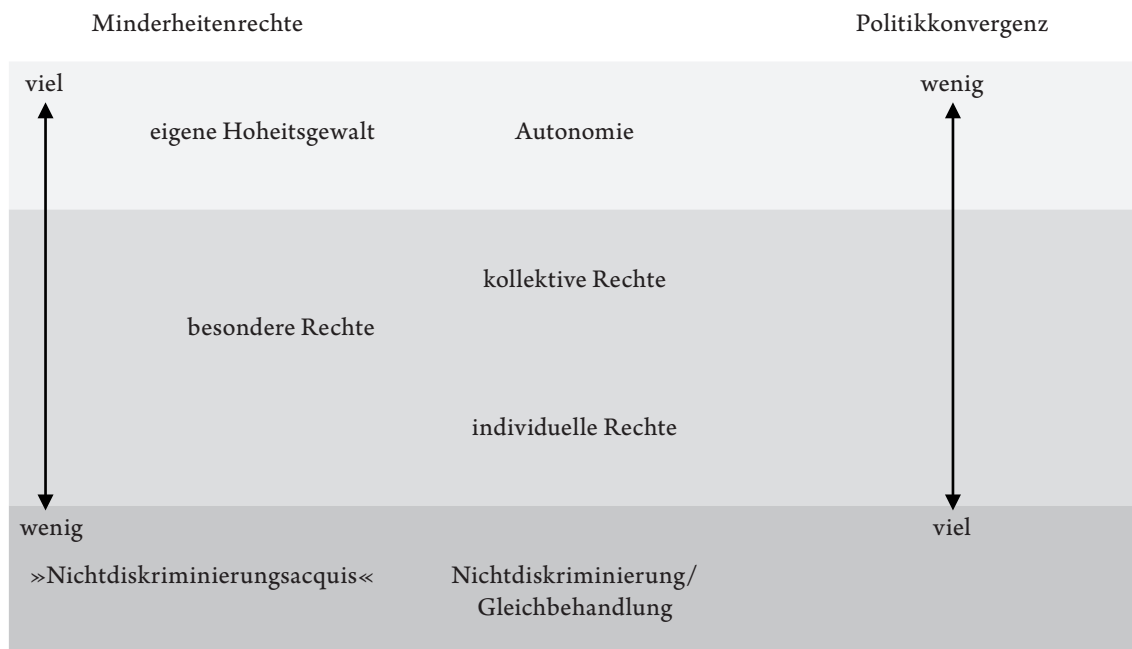 Minderheitenrechte
Politikkonvergenz
viel
wenig
eigene Hoheitsgewalt
Autonomie
kollektive Rechte
besondere Rechte
individuelle Rechte
wenig
viel
»Nichtdiskriminierungsacquis«
Nichtdiskriminierung/
Gleichbehandlung